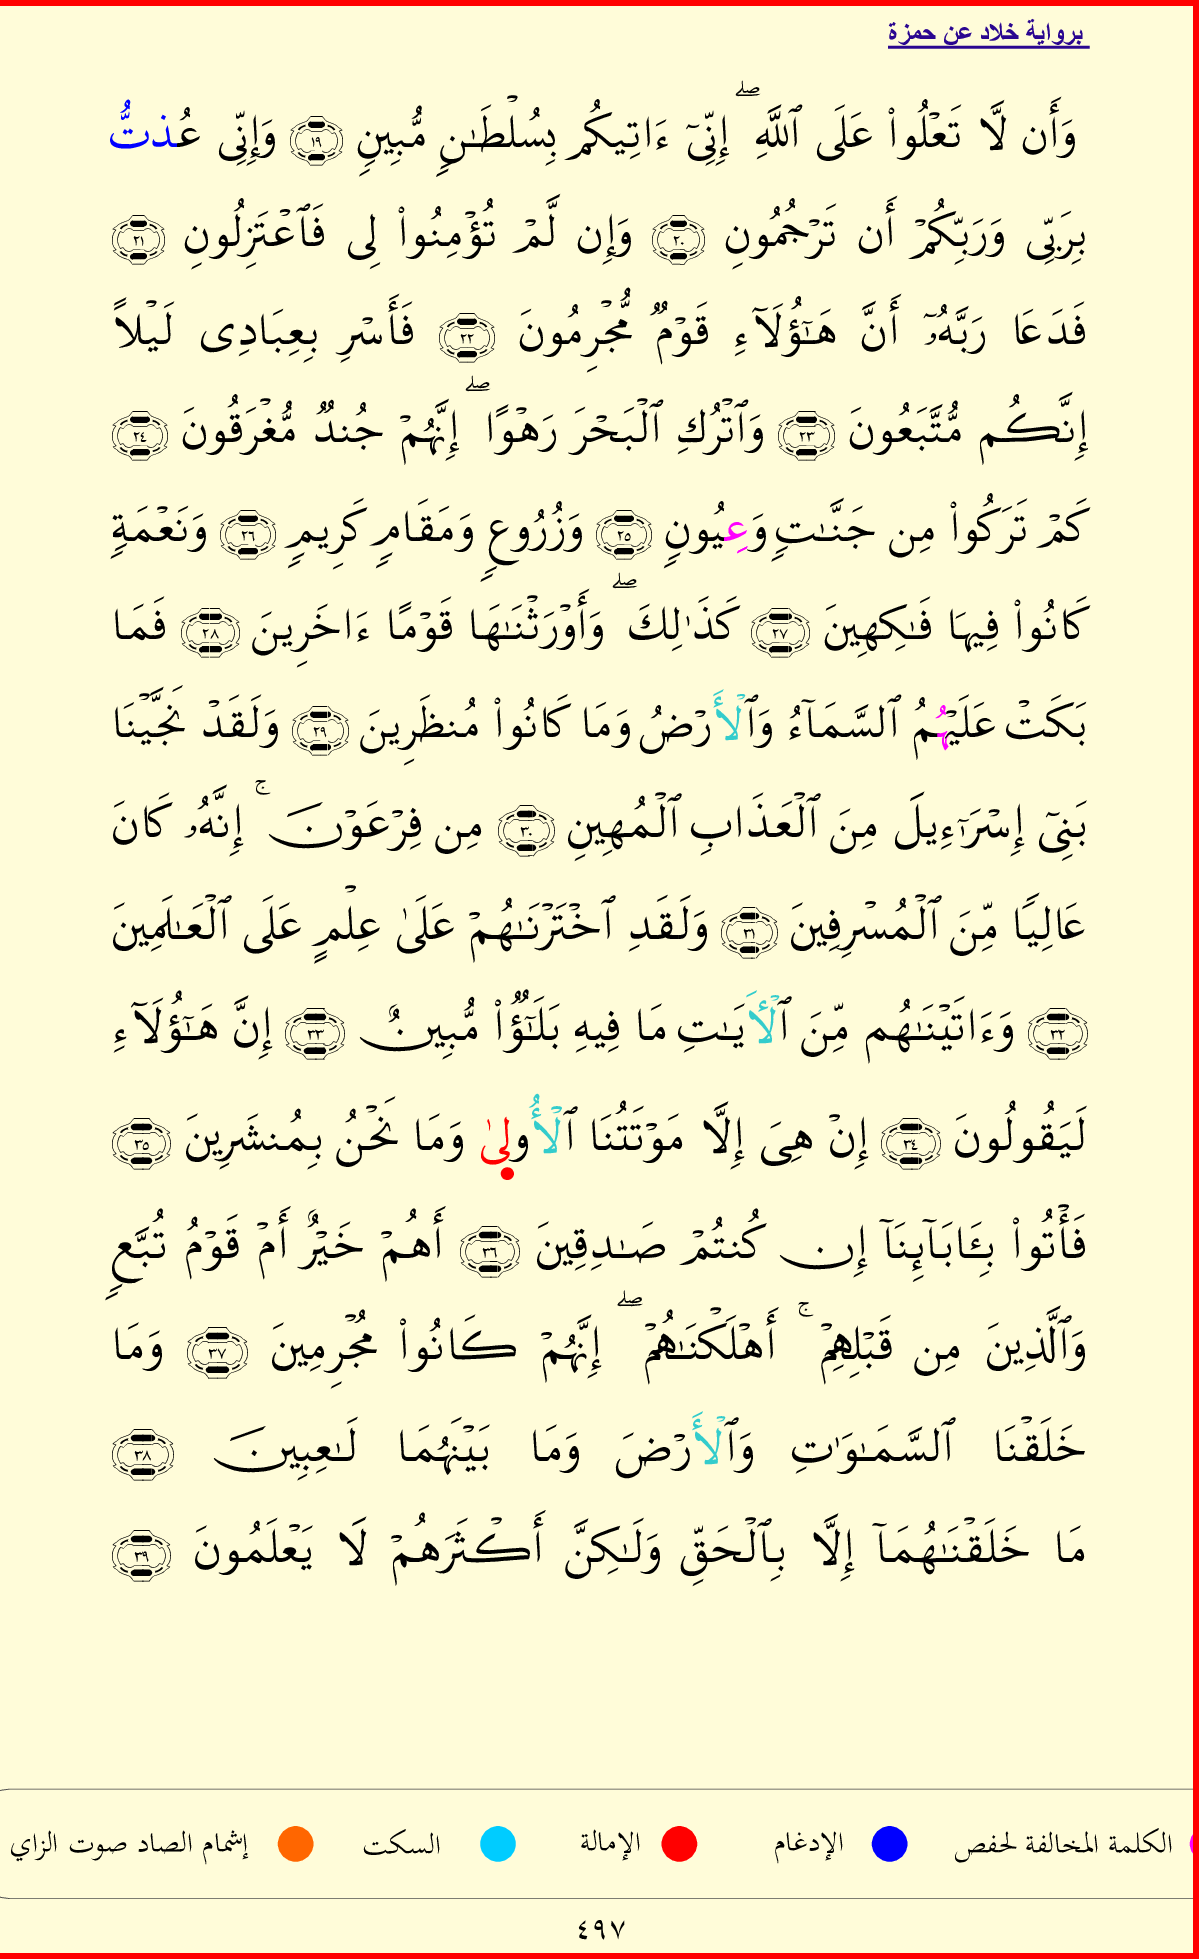 برواية خلاد عن حمزة
وَأَن لَّا تَعْلُوا۟ عَلَى ٱللَّهِ ۖ إِنِّىٓ ءَاتِيكُم بِسُلْطَـٰنٍ مُّبِينٍ ١٩ وَإِنِّى عُذتُّ
بِرَبِّى وَرَبِّكُمْ أَن تَرْجُمُونِ ٢٠ وَإِن لَّمْ تُؤْمِنُوا۟ لِى فَٱعْتَزِلُونِ ٢١
فَدَعَا رَبَّهُۥٓ أَنَّ هَـٰٓؤُلَآءِ قَوْمٌ مُّجْرِمُونَ ٢٢ فَأَسْرِ بِعِبَادِى لَيْلًا
إِنَّكُم مُّتَّبَعُونَ ٢٣ وَٱتْرُكِ ٱلْبَحْرَ رَهْوًا ۖ إِنَّهُمْ جُندٌ مُّغْرَقُونَ ٢٤
كَمْ تَرَكُوا۟ مِن جَنَّـٰتٍ وَعِيُونٍ ٢٥ وَزُرُوعٍ وَمَقَامٍ كَرِيمٍ ٢٦ وَنَعْمَةٍ
كَانُوا۟ فِيهَا فَـٰكِهِينَ ٢٧ كَذَٰلِكَ ۖ وَأَوْرَثْنَـٰهَا قَوْمًا ءَاخَرِينَ ٢٨ فَمَا
بَكَتْ عَلَيْهُمُ ٱلسَّمَآءُ وَٱلْأَرْضُ وَمَا كَانُوا۟ مُنظَرِينَ ٢٩ وَلَقَدْ نَجَّيْنَا
بَنِىٓ إِسْرَٰٓءِيلَ مِنَ ٱلْعَذَابِ ٱلْمُهِينِ ٣٠ مِن فِرْعَوْنَ ۚ إِنَّهُۥ كَانَ
عَالِيًا مِّنَ ٱلْمُسْرِفِينَ ٣١ وَلَقَدِ ٱخْتَرْنَـٰهُمْ عَلَىٰ عِلْمٍ عَلَى ٱلْعَـٰلَمِينَ
٣٢ وَءَاتَيْنَـٰهُم مِّنَ ٱلْـَٔايَـٰتِ مَا فِيهِ بَلَـٰٓؤٌا۟ مُّبِينٌ ٣٣ إِنَّ هَـٰٓؤُلَآءِ
لَيَقُولُونَ ٣٤ إِنْ هِىَ إِلَّا مَوْتَتُنَا ٱلْأُولِىٰ وَمَا نَحْنُ بِمُنشَرِينَ ٣٥
فَأْتُوا۟ بِـَٔابَآئِنَآ إِن كُنتُمْ صَـٰدِقِينَ ٣٦ أَهُمْ خَيْرٌ أَمْ قَوْمُ تُبَّعٍ
وَٱلَّذِينَ مِن قَبْلِهِمْ ۚ أَهْلَكْنَـٰهُمْ ۖ إِنَّهُمْ كَانُوا۟ مُجْرِمِينَ ٣٧ وَمَا
خَلَقْنَا ٱلسَّمَـٰوَٰتِ وَٱلْأَرْضَ وَمَا بَيْنَهُمَا لَـٰعِبِينَ ٣٨
مَا خَلَقْنَـٰهُمَآ إِلَّا بِٱلْحَقِّ وَلَـٰكِنَّ أَكْثَرَهُمْ لَا يَعْلَمُونَ ٣٩
الكلمة المخالفة لحفص الإدغام الإمالة السكت إشمام الصاد صوت الزاي
٤٩٧